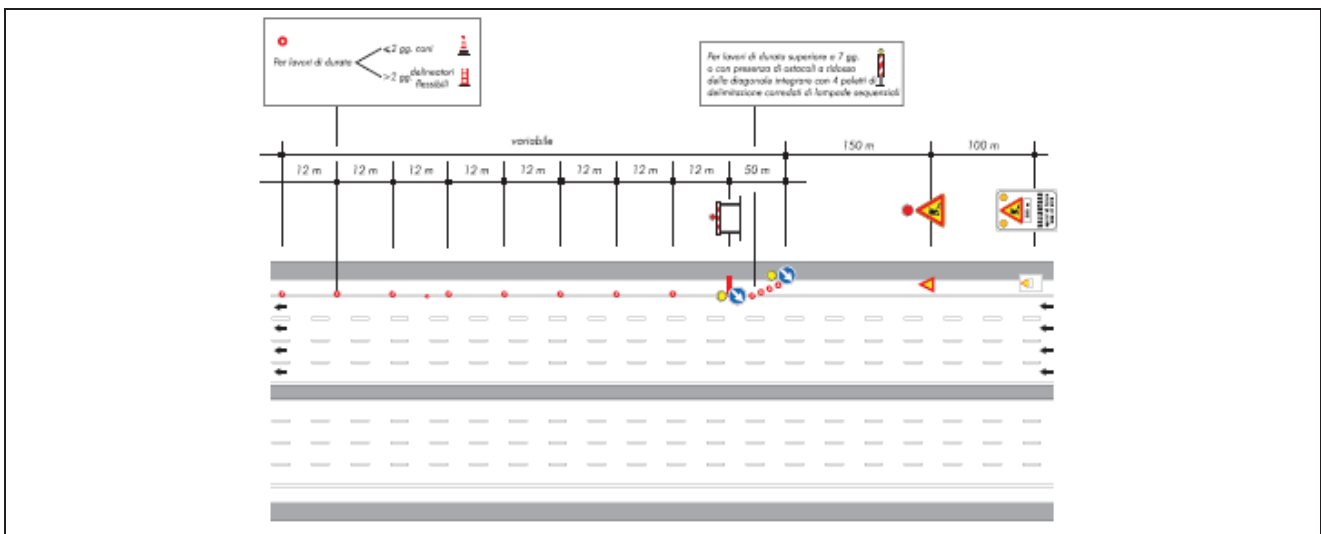 Per lavori di durata
≤2 gg. coni
>2 gg. delineatori
flessibili
Per lavori di durata superiore a 7 gg.
o con presenza di ostacoli a ridosso
della diagonale integrare con 4 paletti di
delimitazione corredati di lampade sequenziali
variabile
150 m
100 m
12 m
12 m
12 m
12 m
12 m
12 m
12 m
12 m
50 m